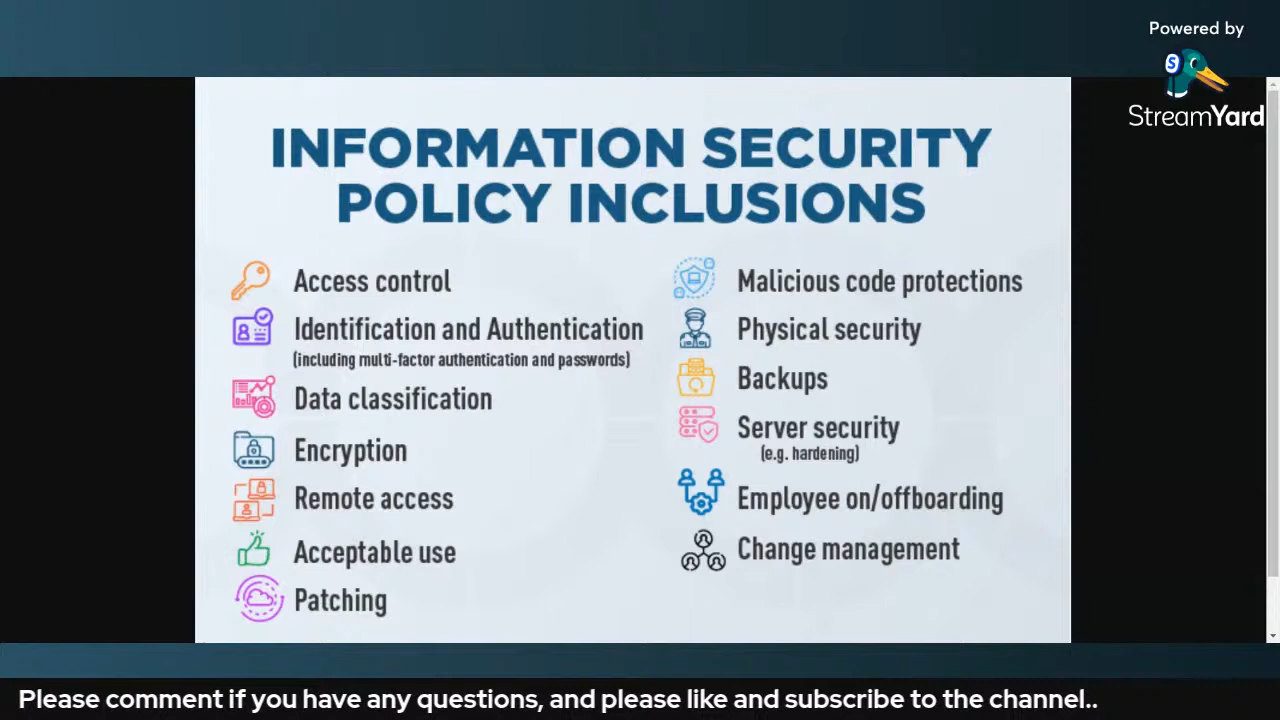 Powered by
S
StreamYard
INFORMATION SECURITY
POLICY INCLUSIONS
Access control
Identification and Authentication
(including multi-factor authentication and passwords)
Data classification
Encryption
Remote access
Acceptable use
Patching
Malicious code protections
Physical security
Backups
Server security
(e.g. hardening)
Employee on/offboarding
Change management
Please comment if you have any questions, and please like and subscribe to the channel..